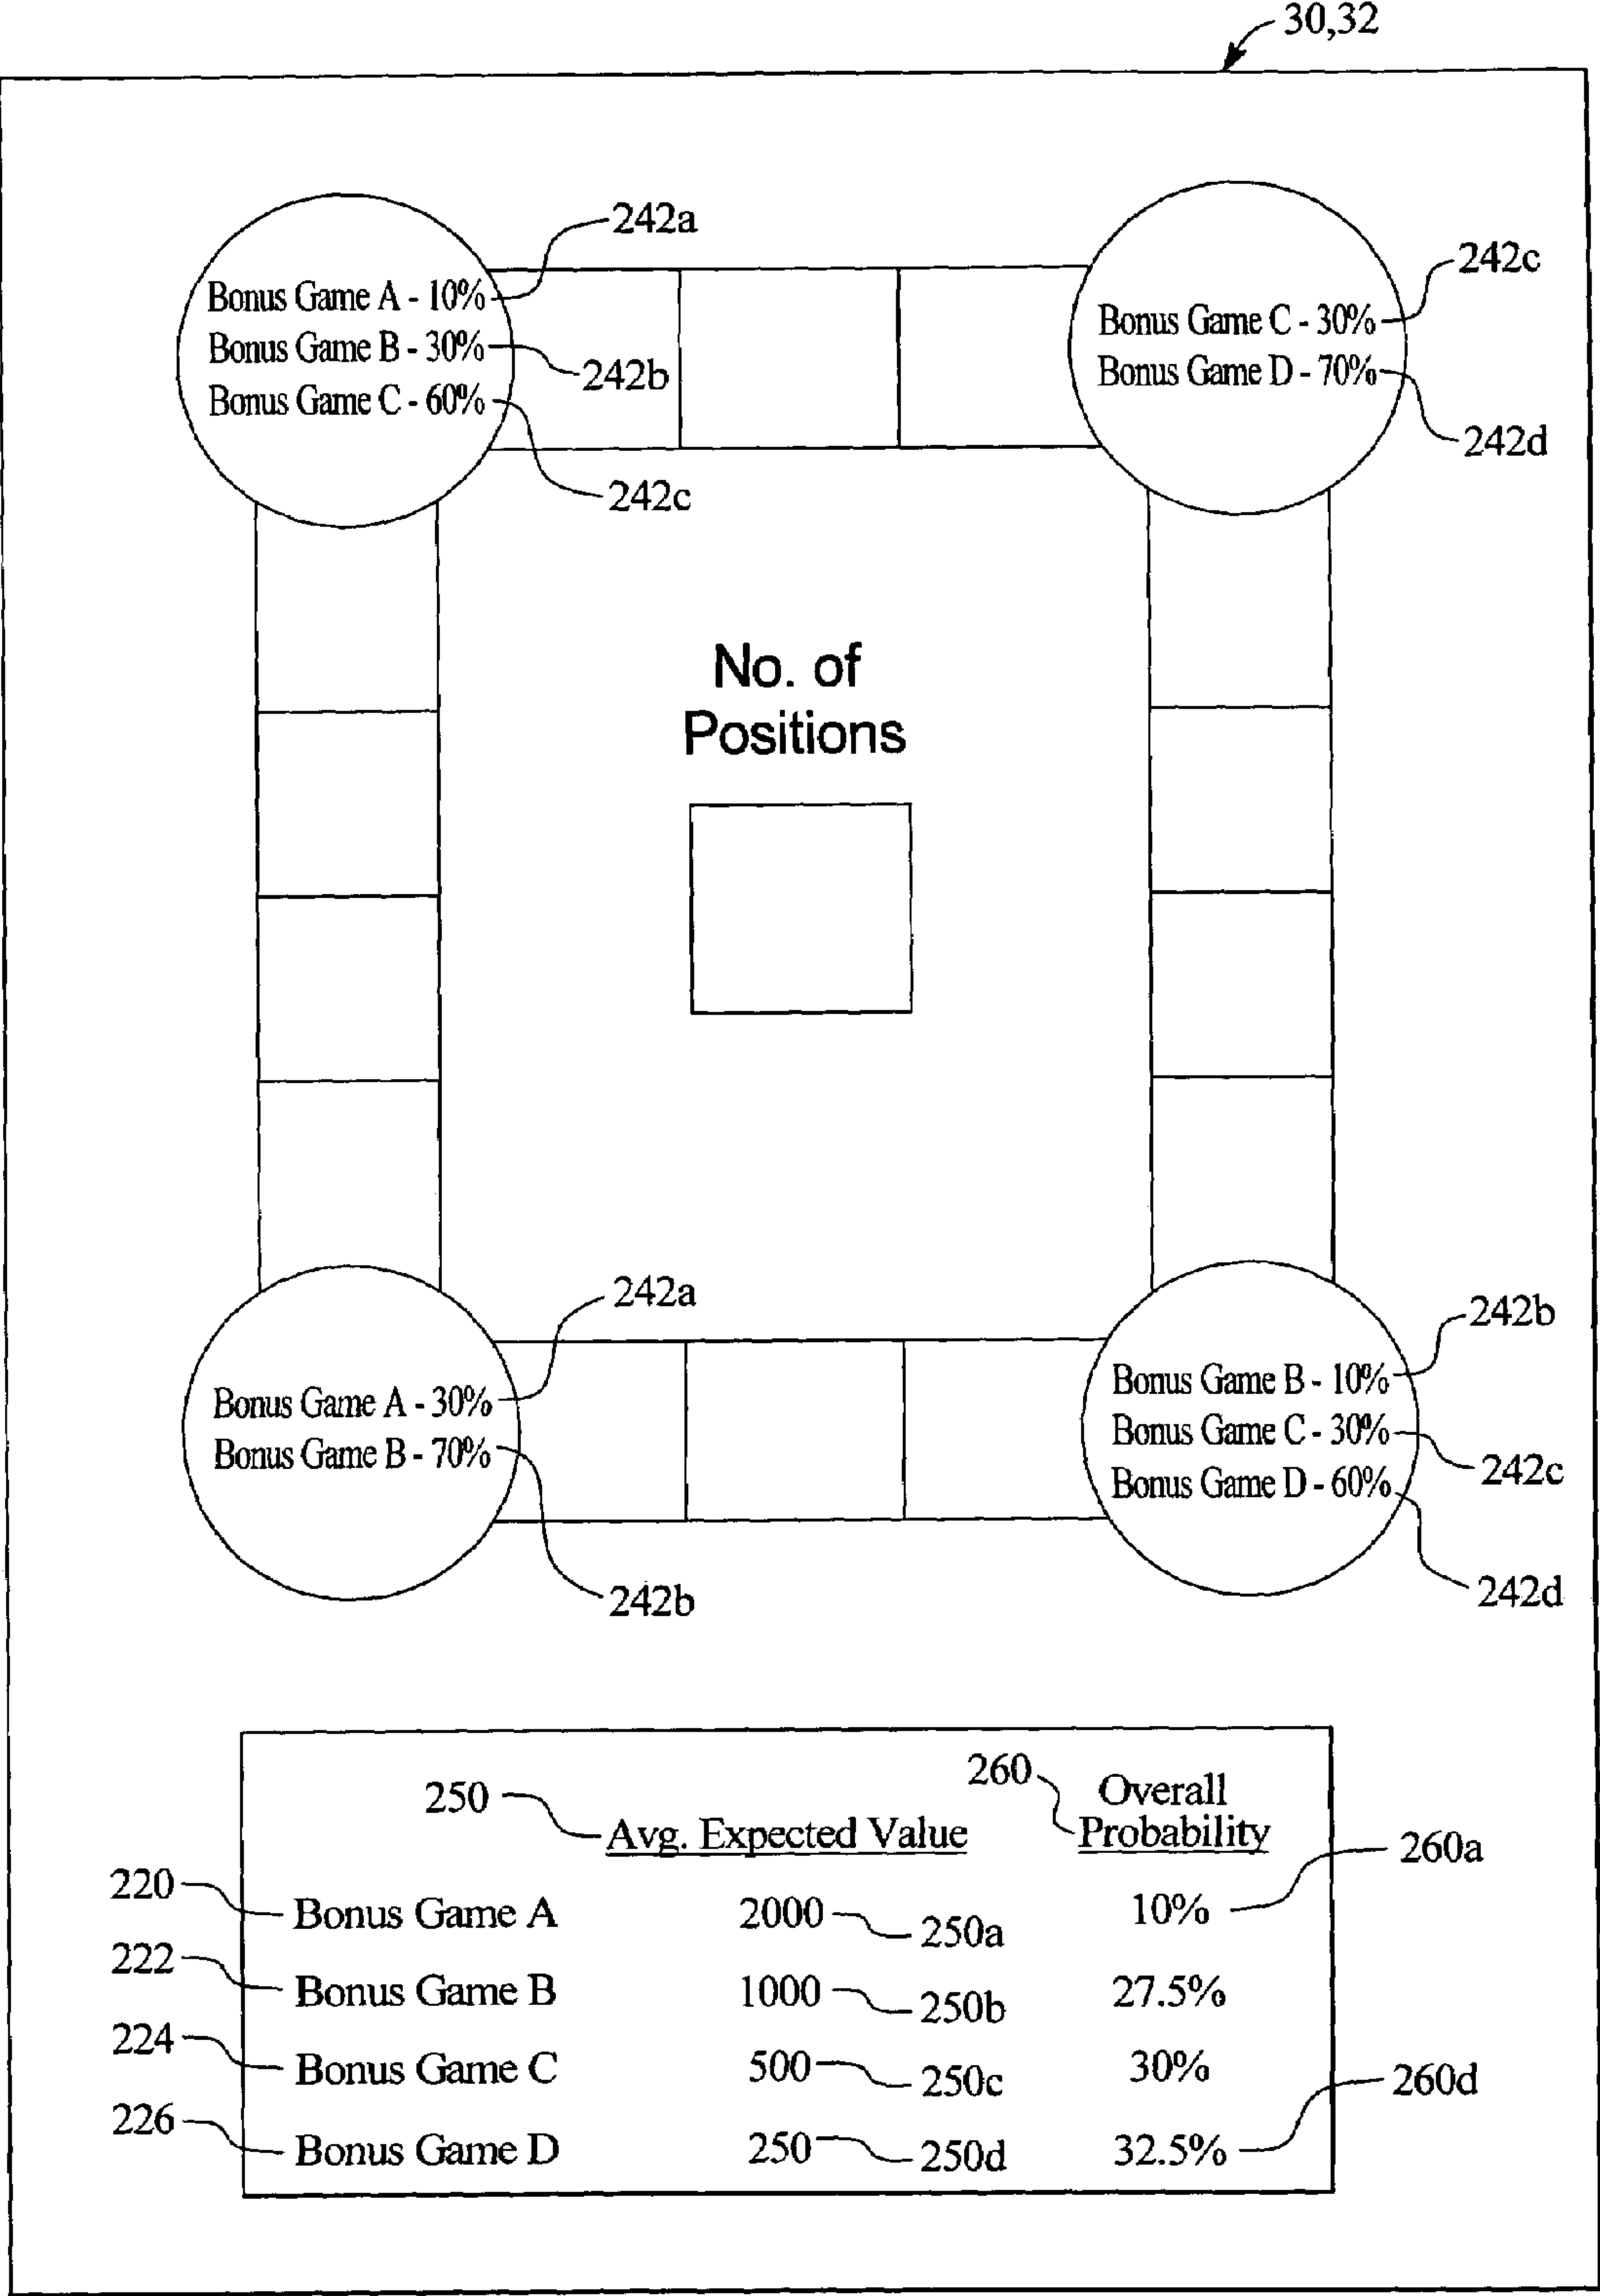 30,32
242a
Bonus Game A - 10%
Bonus Game B - 30%
242b
Bonus Game C - 60%
242c
242c
Bonus Game C - 30%
Bonus Game D - 70%
242d
No. of
Positions
242a
Bonus Game A - 30%
Bonus Game B - 70%
242b
242b
Bonus Game B - 10%
Bonus Game C - 30%
242c
Bonus Game D - 60%
242d
250 Avg. Expected Value
260 Overall
Probability
220 Bonus Game A 2000 250a 10% 260a
222 Bonus Game B 1000 250b 27.5%
224 Bonus Game C 500 250c 30%
226 Bonus Game D 250 250d 32.5% 260d